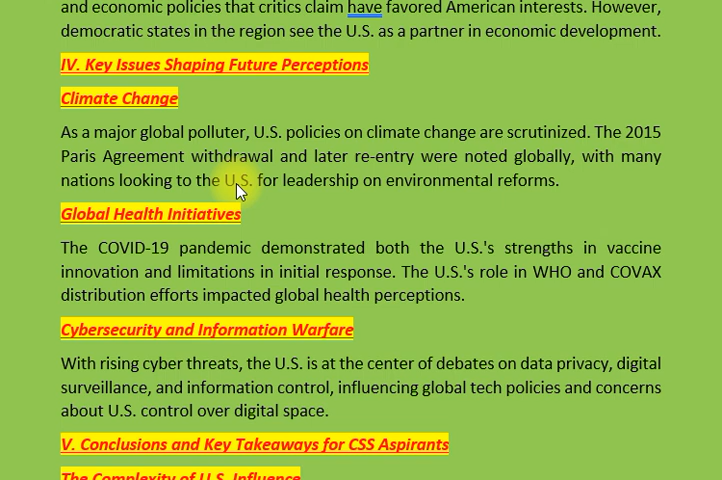 and economic policies that critics claim have favored American interests. However,
democratic states in the region see the U.S. as a partner in economic development.
IV. Key Issues Shaping Future Perceptions
Climate Change
As a major global polluter, U.S. policies on climate change are scrutinized. The 2015
Paris Agreement withdrawal and later re-entry were noted globally, with many
nations looking to the U.S. for leadership on environmental reforms.
Global Health Initiatives
The COVID-19 pandemic demonstrated both the U.S.'s strengths in vaccine
innovation and limitations in initial response. The U.S.'s role in WHO and COVAX
distribution efforts impacted global health perceptions.
Cybersecurity and Information Warfare
With rising cyber threats, the U.S. is at the center of debates on data privacy, digital
surveillance, and information control, influencing global tech policies and concerns
about U.S. control over digital space.
V. Conclusions and Key Takeaways for CSS Aspirants
The Complexity of U.S. Influence